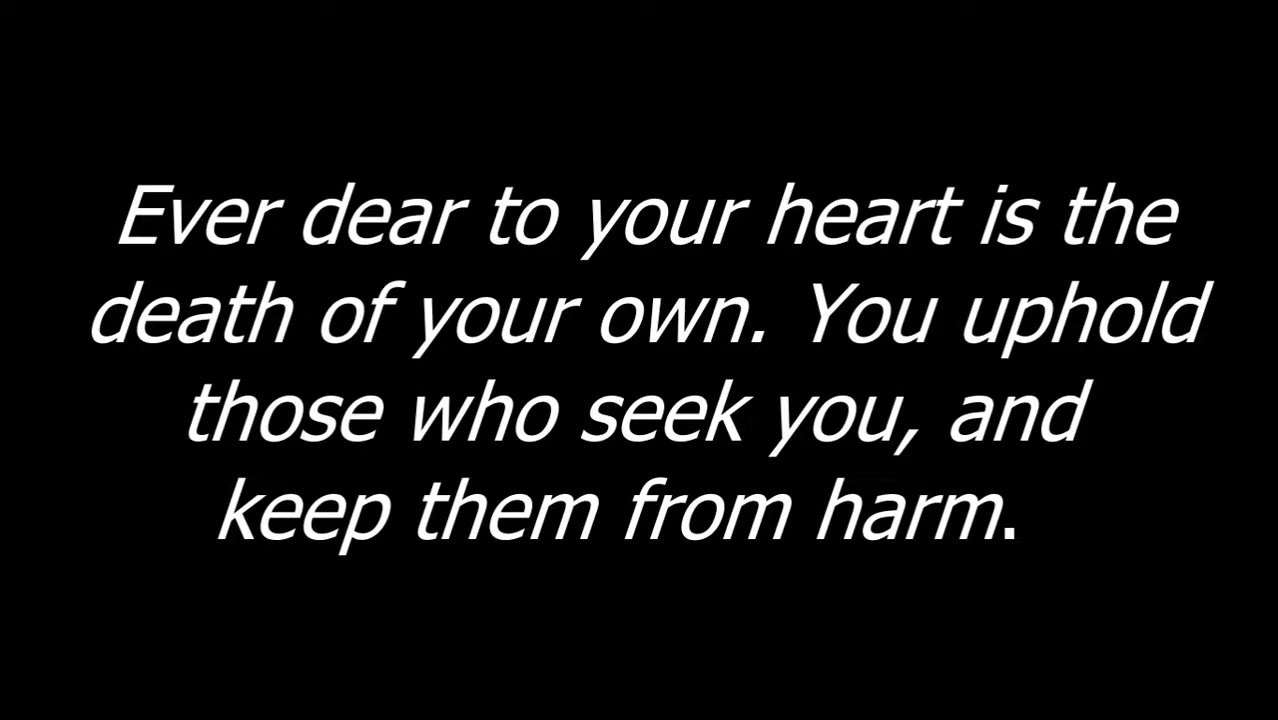 Ever dear to your heart is the
death of your own. You uphold
those who seek you, and
keep them from harm.